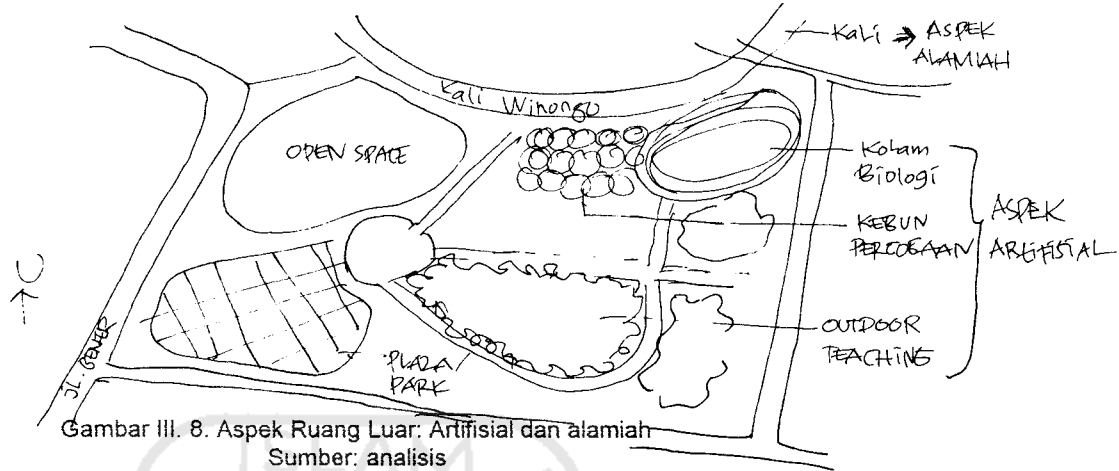 Kali → ASPEK
ALAMIAH
Kali Winongo
OPEN SPACE
Kolam
Biologi
KEBUN
PERCOBAAN
ASPEK
ARTIFISIAL
OUTDOOR
TEACHING
PLAZA/
PARK
JL. BENER
Gambar III. 8. Aspek Ruang Luar: Artifisial dan alamiah
Sumber: analisis